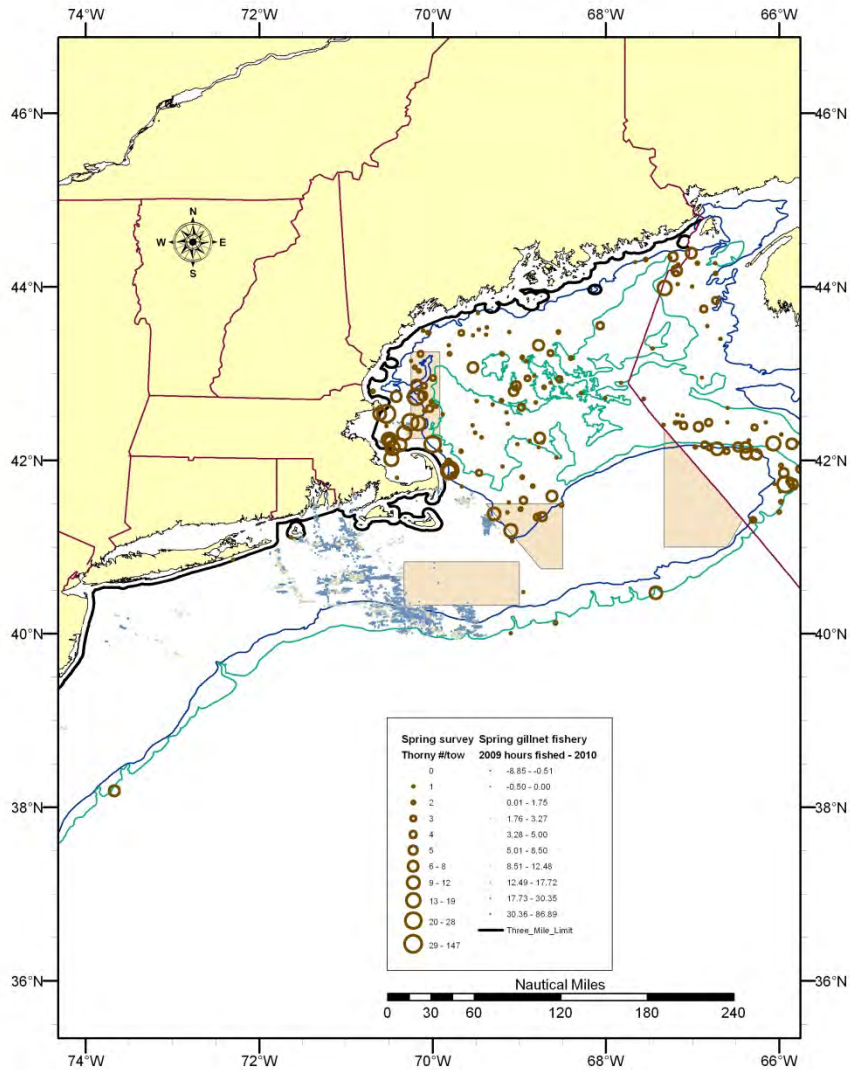 74°W 72°W 70°W 68°W 66°W
46°N 46°N
N
W E
S
44°N 44°N
42°N 42°N
40°N 40°N
38°N 38°N
36°N 36°N
Spring survey Spring gillnet fishery
Thorny #/tow 2009 hours fished - 2010
0 -8.85 - -0.51
1 -0.50 - 0.00
2 0.01 - 1.75
3 1.76 - 3.27
4 3.28 - 5.00
5 5.01 - 8.50
6 - 8 8.51 - 12.48
9 - 12 12.49 - 17.72
13 - 19 17.73 - 30.35
20 - 28 30.36 - 86.89
29 - 147 Three_Mile_Limit
Nautical Miles
0 30 60 120 180 240
74°W 72°W 70°W 68°W 66°W